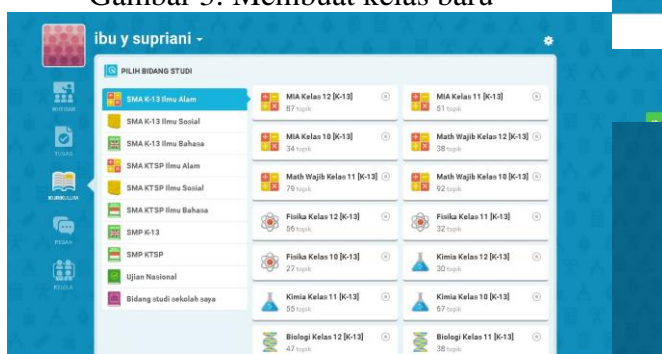 Gambar 3. Membuat kelas baru
ibu y supriani
PILIH BIDANG STUDI
SMA K-13 Ilmu Alam
SMA K-13 Ilmu Sosial
SMA K-13 Ilmu Bahasa
SMA KTSP Ilmu Alam
SMA KTSP Ilmu Sosial
SMA KTSP Ilmu Bahasa
SMP K-13
SMP KTSP
Ujian Nasional
Bidang studi sekolah saya
TUGAS
KURIKULUM
PESAN
KELOLA
MIA Kelas 12 [K-13]
87 topik
MIA Kelas 11 [K-13]
51 topik
MIA Kelas 10 [K-13]
34 topik
Math Wajib Kelas 12 [K-13]
38 topik
Math Wajib Kelas 11 [K-13]
79 topik
Math Wajib Kelas 10 [K-13]
92 topik
Fisika Kelas 12 [K-13]
56 topik
Fisika Kelas 11 [K-13]
32 topik
Fisika Kelas 10 [K-13]
27 topik
Kimia Kelas 12 [K-13]
30 topik
Kimia Kelas 11 [K-13]
55 topik
Kimia Kelas 10 [K-13]
67 topik
Biologi Kelas 12 [K-13]
47 topik
Biologi Kelas 11 [K-13]
38 topik